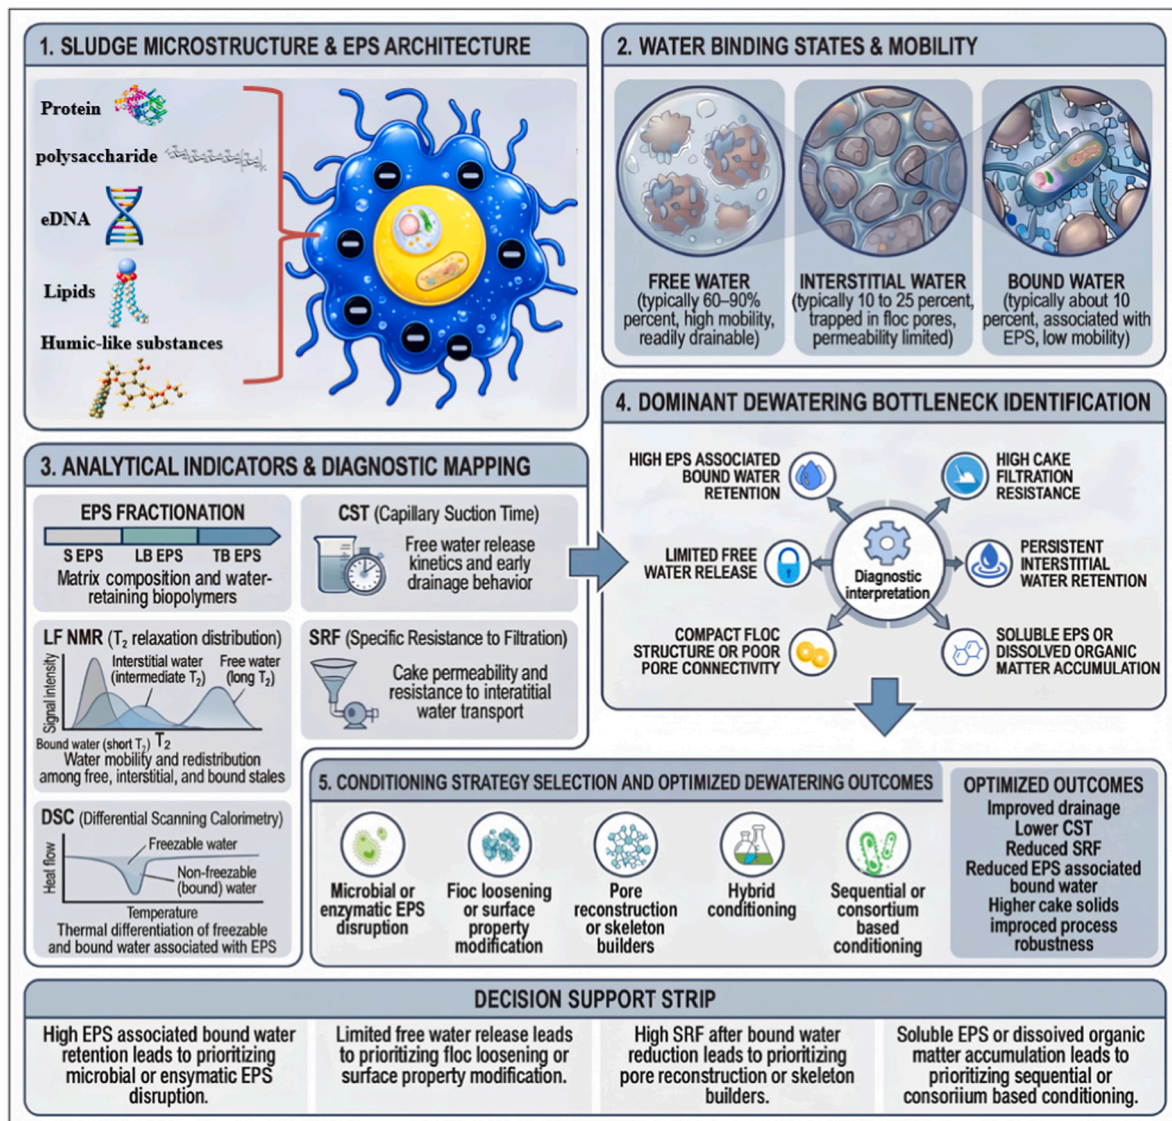 1. SLUDGE MICROSTRUCTURE & EPS ARCHITECTURE
Protein
polysaccharide
eDNA
Lipids
Humic-like substances
2. WATER BINDING STATES & MOBILITY
FREE WATER
(typically 60–90%
percent, high mobility,
readily drainable)
INTERSTITIAL WATER
(typically 10 to 25 percent,
trapped in floc pores,
permeability limited)
BOUND WATER
(typically about 10
percent, associated with
EPS, low mobility)
3. ANALYTICAL INDICATORS & DIAGNOSTIC MAPPING
EPS FRACTIONATION
S EPS
LB EPS
TB EPS
Matrix composition and water-
retaining biopolymers
CST (Capillary Suction Time)
Free water release
kinetics and early
drainage behavior
LF NMR (T₂ relaxation distribution)
Signal intensity
Interstitial water
(intermediate T₂)
Free water
(long T₂)
Bound water (short T₂) T₂
Water mobility and redistribution
among free, interstitial, and bound stales
SRF (Specific Resistance to Filtration)
Cake permeability and
resistance to interatitial
water transport
DSC (Differential Scanning Calorimetry)
Heat flow
Freezable water
Non-freezable
(bound) water
Temperature
Thermal differentiation of freezable
and bound water associated with EPS
4. DOMINANT DEWATERING BOTTLENECK IDENTIFICATION
HIGH EPS ASSOCIATED
BOUND WATER
RETENTION
HIGH CAKE
FILTRATION
RESISTANCE
LIMITED FREE
WATER RELEASE
Diagnostic
interpretation
PERSISTENT
INTERSTITIAL
WATER RETENTION
COMPACT FLOC
STRUCTURE OR POOR
PORE CONNECTIVITY
SOLUBLE EPS OR
DISSOLVED ORGANIC
MATTER ACCUMULATION
5. CONDITIONING STRATEGY SELECTION AND OPTIMIZED DEWATERING OUTCOMES
Microbial or
enzymatic EPS
disruption
Fioc loosening
or surface
property
modification
Pore
reconstruction
or skeleton
builders
Hybrid
conditioning
Sequential or
consortium
based
conditioning
OPTIMIZED OUTCOMES
Improved drainage
Lower CST
Reduced SRF
Reduced EPS associated
bound water
Higher cake solids
improced process
robustness
DECISION SUPPORT STRIP
High EPS associated bound water
retention leads to prioritizing
microbial or ensymatic EPS
disruption.
Limited free water release leads
to prioritizing floc loosening or
surface property modification.
High SRF after bound water
reduction leads to prioritizing
pore reconstruction or skeleton
builders.
Soluble EPS or dissoived organic
matter accumulation leads to
prioritizing sequential or
consoriium based conditioning.